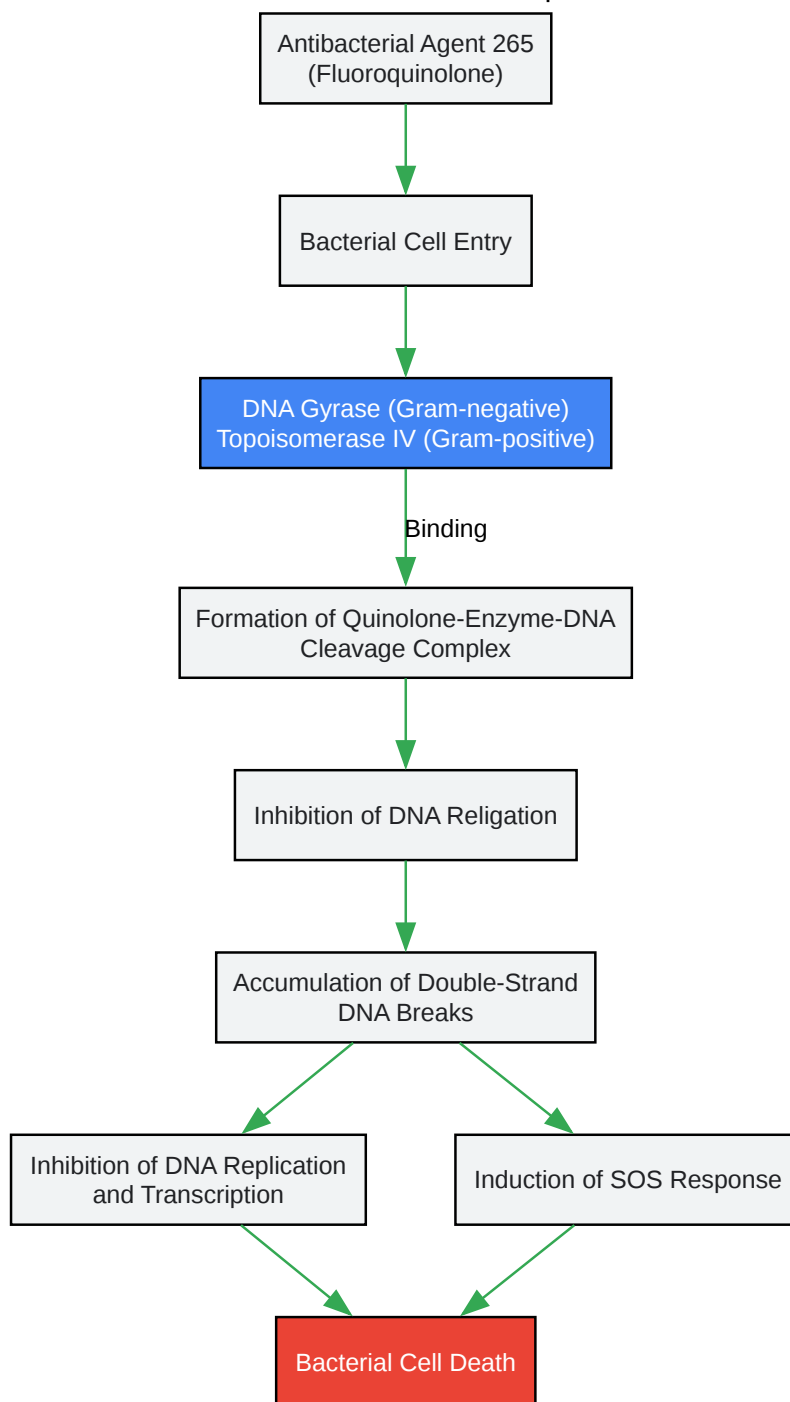 Antibacterial Agent 265
(Fluoroquinolone)
Bacterial Cell Entry
DNA Gyrase (Gram-negative)
Topoisomerase IV (Gram-positive)
Binding
Formation of Quinolone-Enzyme-DNA
Cleavage Complex
Inhibition of DNA Religation
Accumulation of Double-Strand
DNA Breaks
Inhibition of DNA Replication
and Transcription
Induction of SOS Response
Bacterial Cell Death